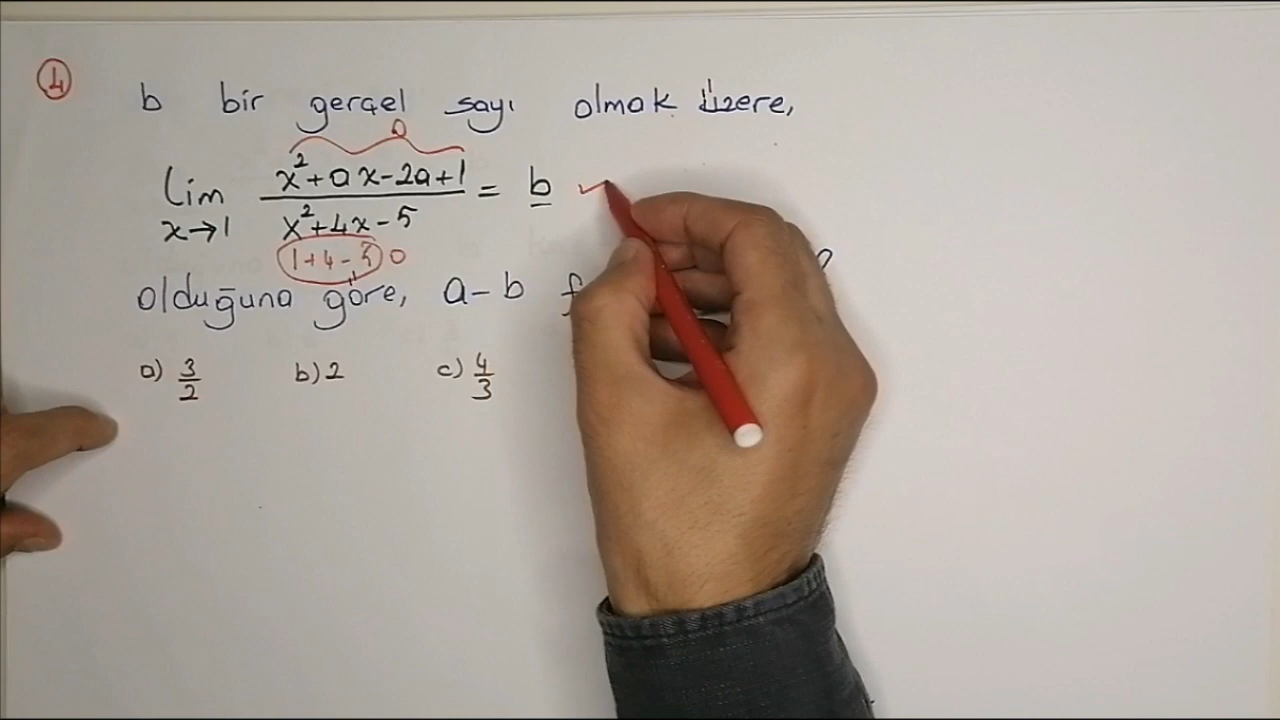 4
b bir gerçel sayı olmak üzere,
0
lim x→1 (x²+ax-2a+1)/(x²+4x-5) = b
1+4-5 0
olduğuna göre, a-b
a) 3/2 b) 2 c) 4/3